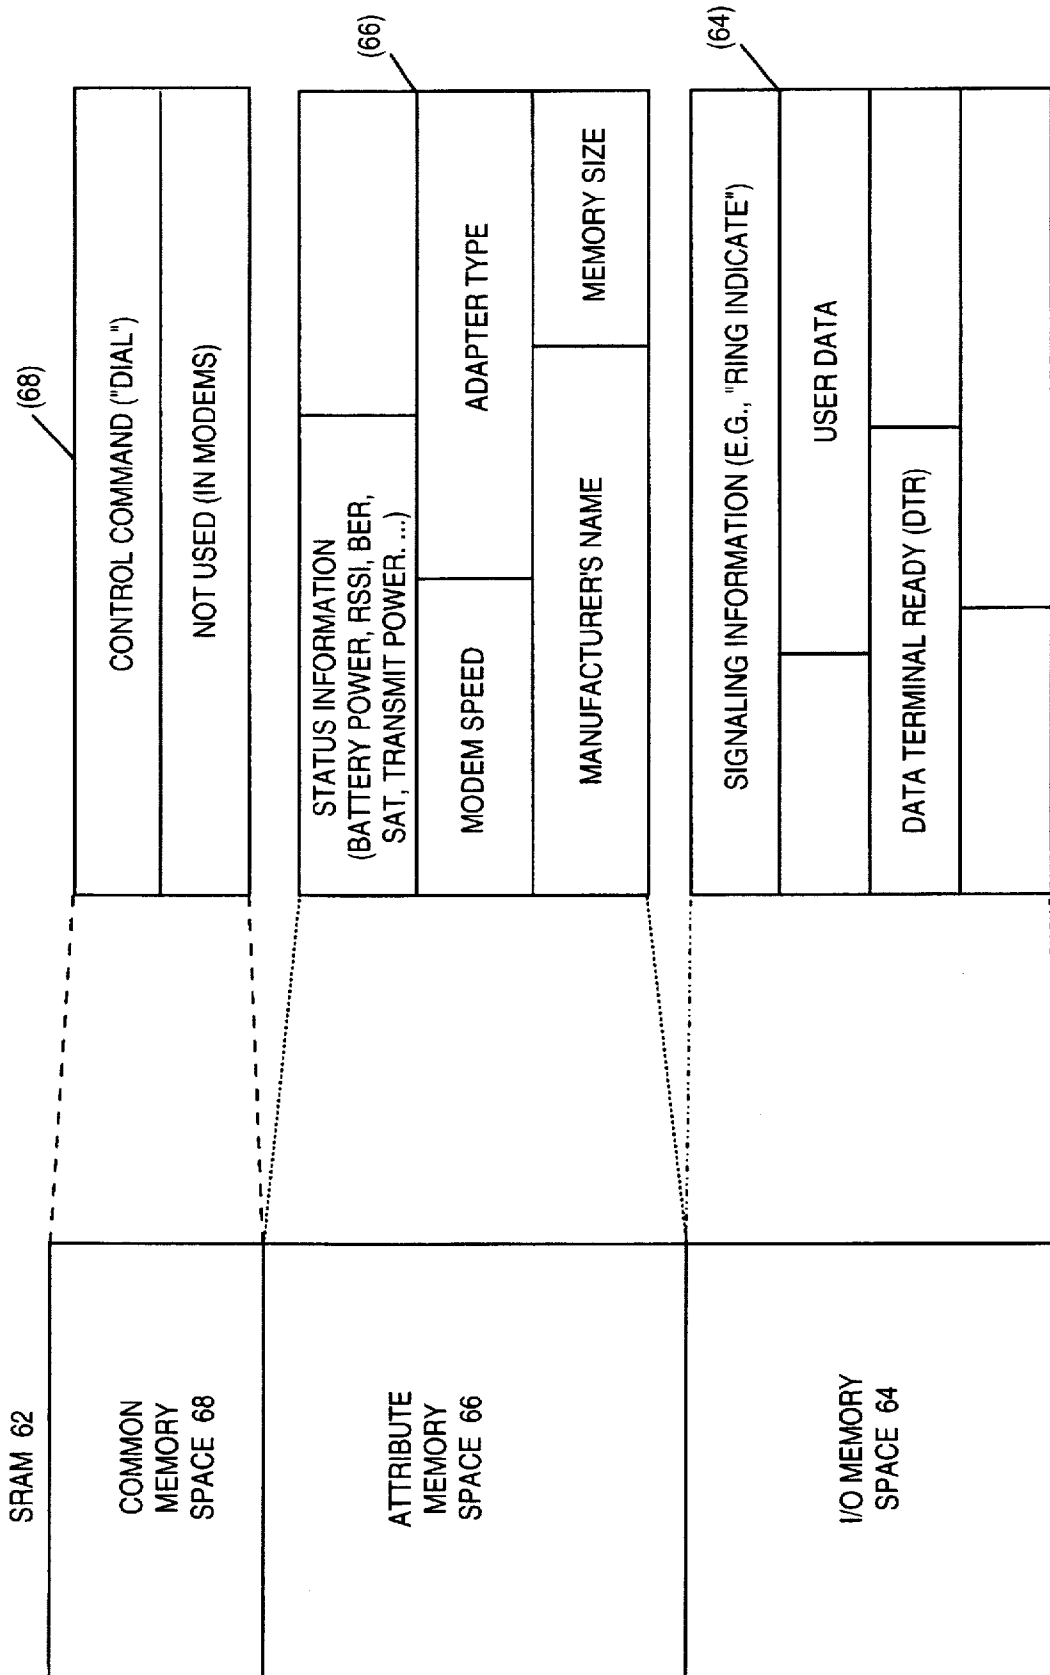 SRAM 62
COMMON
MEMORY
SPACE 68
ATTRIBUTE
MEMORY
SPACE 66
I/O MEMORY
SPACE 64
(68)
CONTROL COMMAND ("DIAL")
NOT USED (IN MODEMS)
(66)
STATUS INFORMATION
(BATTERY POWER, RSSI, BER,
SAT, TRANSMIT POWER. ...)
MODEM SPEED
ADAPTER TYPE
MANUFACTURER'S NAME
MEMORY SIZE
(64)
SIGNALING INFORMATION (E.G., "RING INDICATE")
USER DATA
DATA TERMINAL READY (DTR)